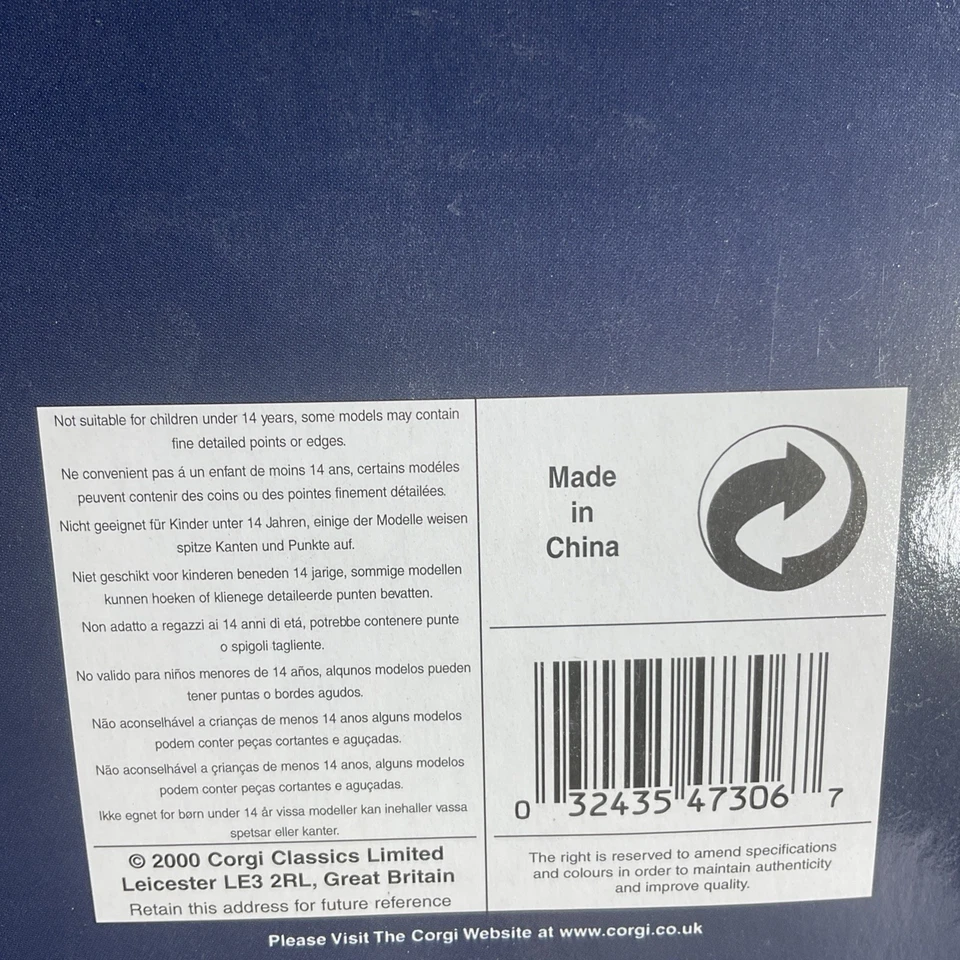 Not suitable for children under 14 years, some models may contain
fine detailed points or edges.
Ne convenient pas á un enfant de moins 14 ans, certains modéles
peuvent contenir des coins ou des pointes finement détailées.
Nicht geeignet für Kinder unter 14 Jahren, einige der Modelle weisen
spitze Kanten und Punkte auf.
Niet geschikt voor kinderen beneden 14 jarige, sommige modellen
kunnen hoeken of klienege detaileerde punten bevatten.
Non adatto a regazzi ai 14 anni di etá, potrebbe contenere punte
o spigoli tagliente.
No valido para niños menores de 14 años, alqunos modelos pueden
tener puntas o bordes agudos.
Não aconselhável a crianças de menos 14 anos alguns modelos
podem conter peças cortantes e aguçadas.
Não aconselhável a çrianças de menos 14 anos, alguns modelos
podem conter peças cortantes e aguçadas.
Ikke egnet for børn under 14 år vissa modeller kan inehaller vassa
spetsar eller kanter.
© 2000 Corgi Classics Limited
Leicester LE3 2RL, Great Britain
Retain this address for future reference
Made
in
China
0 32435 47306 7
The right is reserved to amend specifications
and colours in order to maintain authenticity
and improve quality.
Please Visit The Corgi Website at www.corgi.co.uk